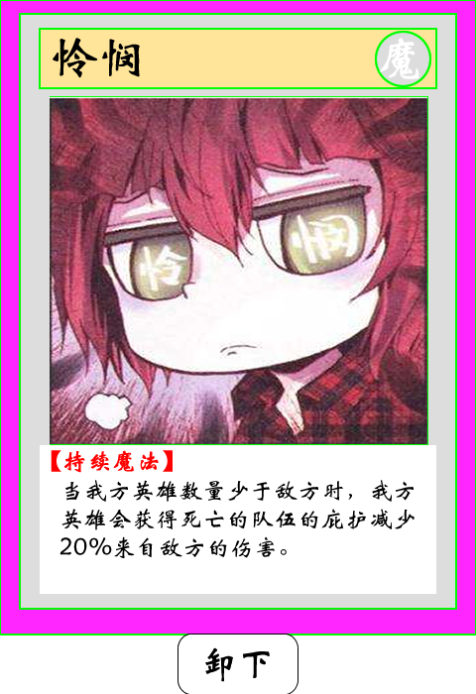 怜悯
魔
怜 悯
【持续魔法】
当我方英雄数量少于敌方时，我方
英雄会获得死亡的队伍的庇护减少
20%来自敌方的伤害。
卸下